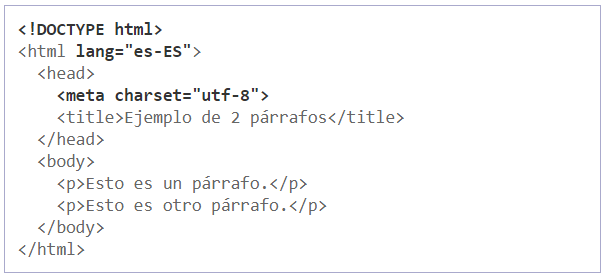 <!DOCTYPE html>
<html lang="es-ES">
<head>
<meta charset="utf-8">
<title>Ejemplo de 2 párrafos</title>
</head>
<body>
<p>Esto es un párrafo.</p>
<p>Esto es otro párrafo.</p>
</body>
</html>